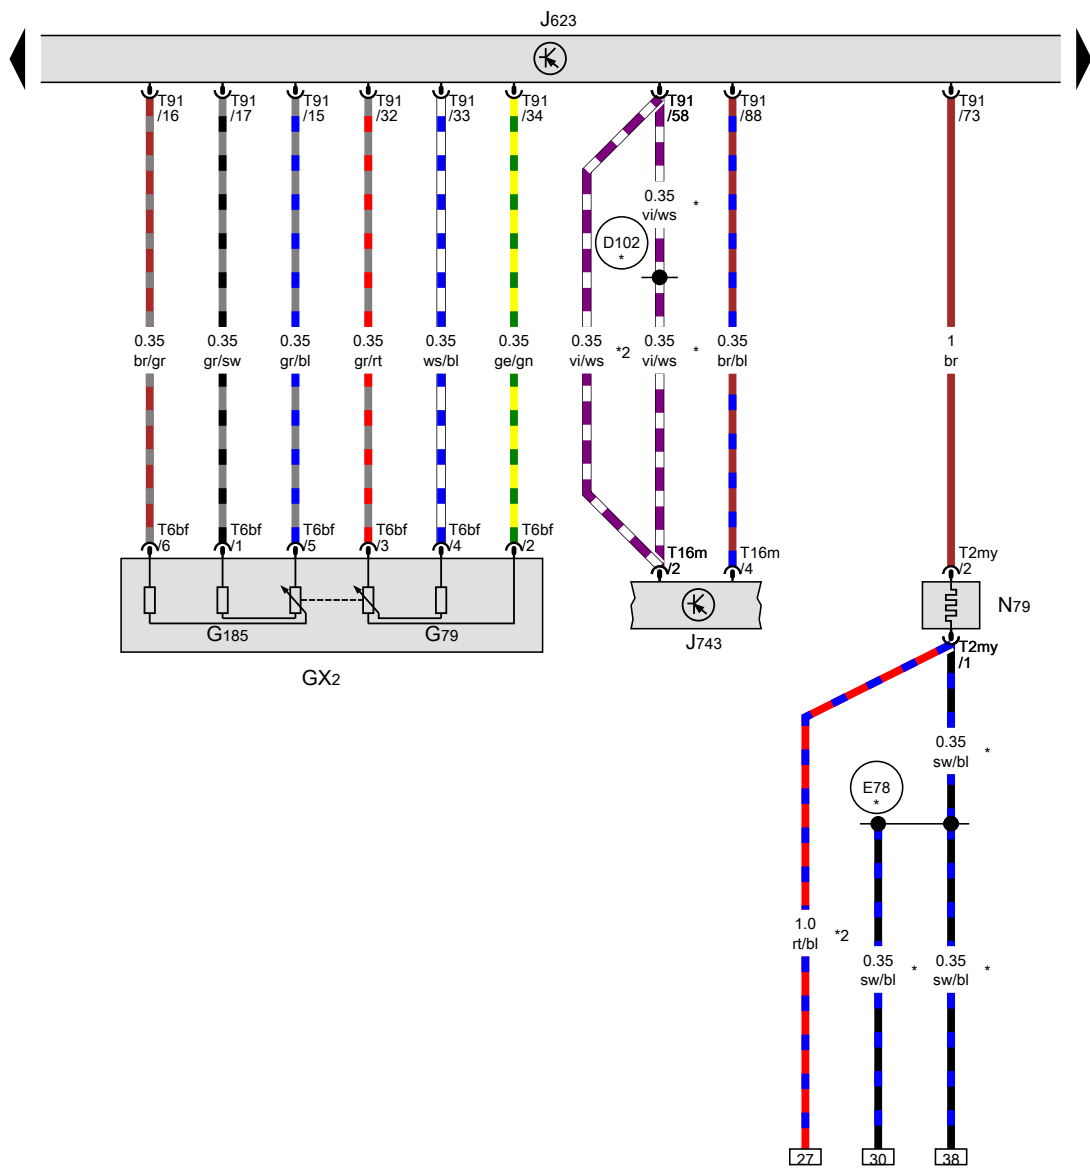 J623
T91 T91 T91 T91 T91 T91 T91 T91 T91
/16 /17 /15 /32 /33 /34 /58 /88 /73
0.35
vi/ws *
D102
*
0.35 0.35 0.35 0.35 0.35 0.35 0.35 0.35 0.35 1
br/gr gr/sw gr/bl gr/rt ws/bl ge/gn vi/ws *2 vi/ws * br/bl br
T6bf T6bf T6bf T6bf T6bf T6bf T16m T16m T2my
/6 /1 /5 /3 /4 /2 /2 /4 /2
G185 G79 J743 N79
GX2
T2my
/1
0.35
sw/bl *
E78
*
1.0
rt/bl *2
0.35 0.35
sw/bl * sw/bl *
27 30 38